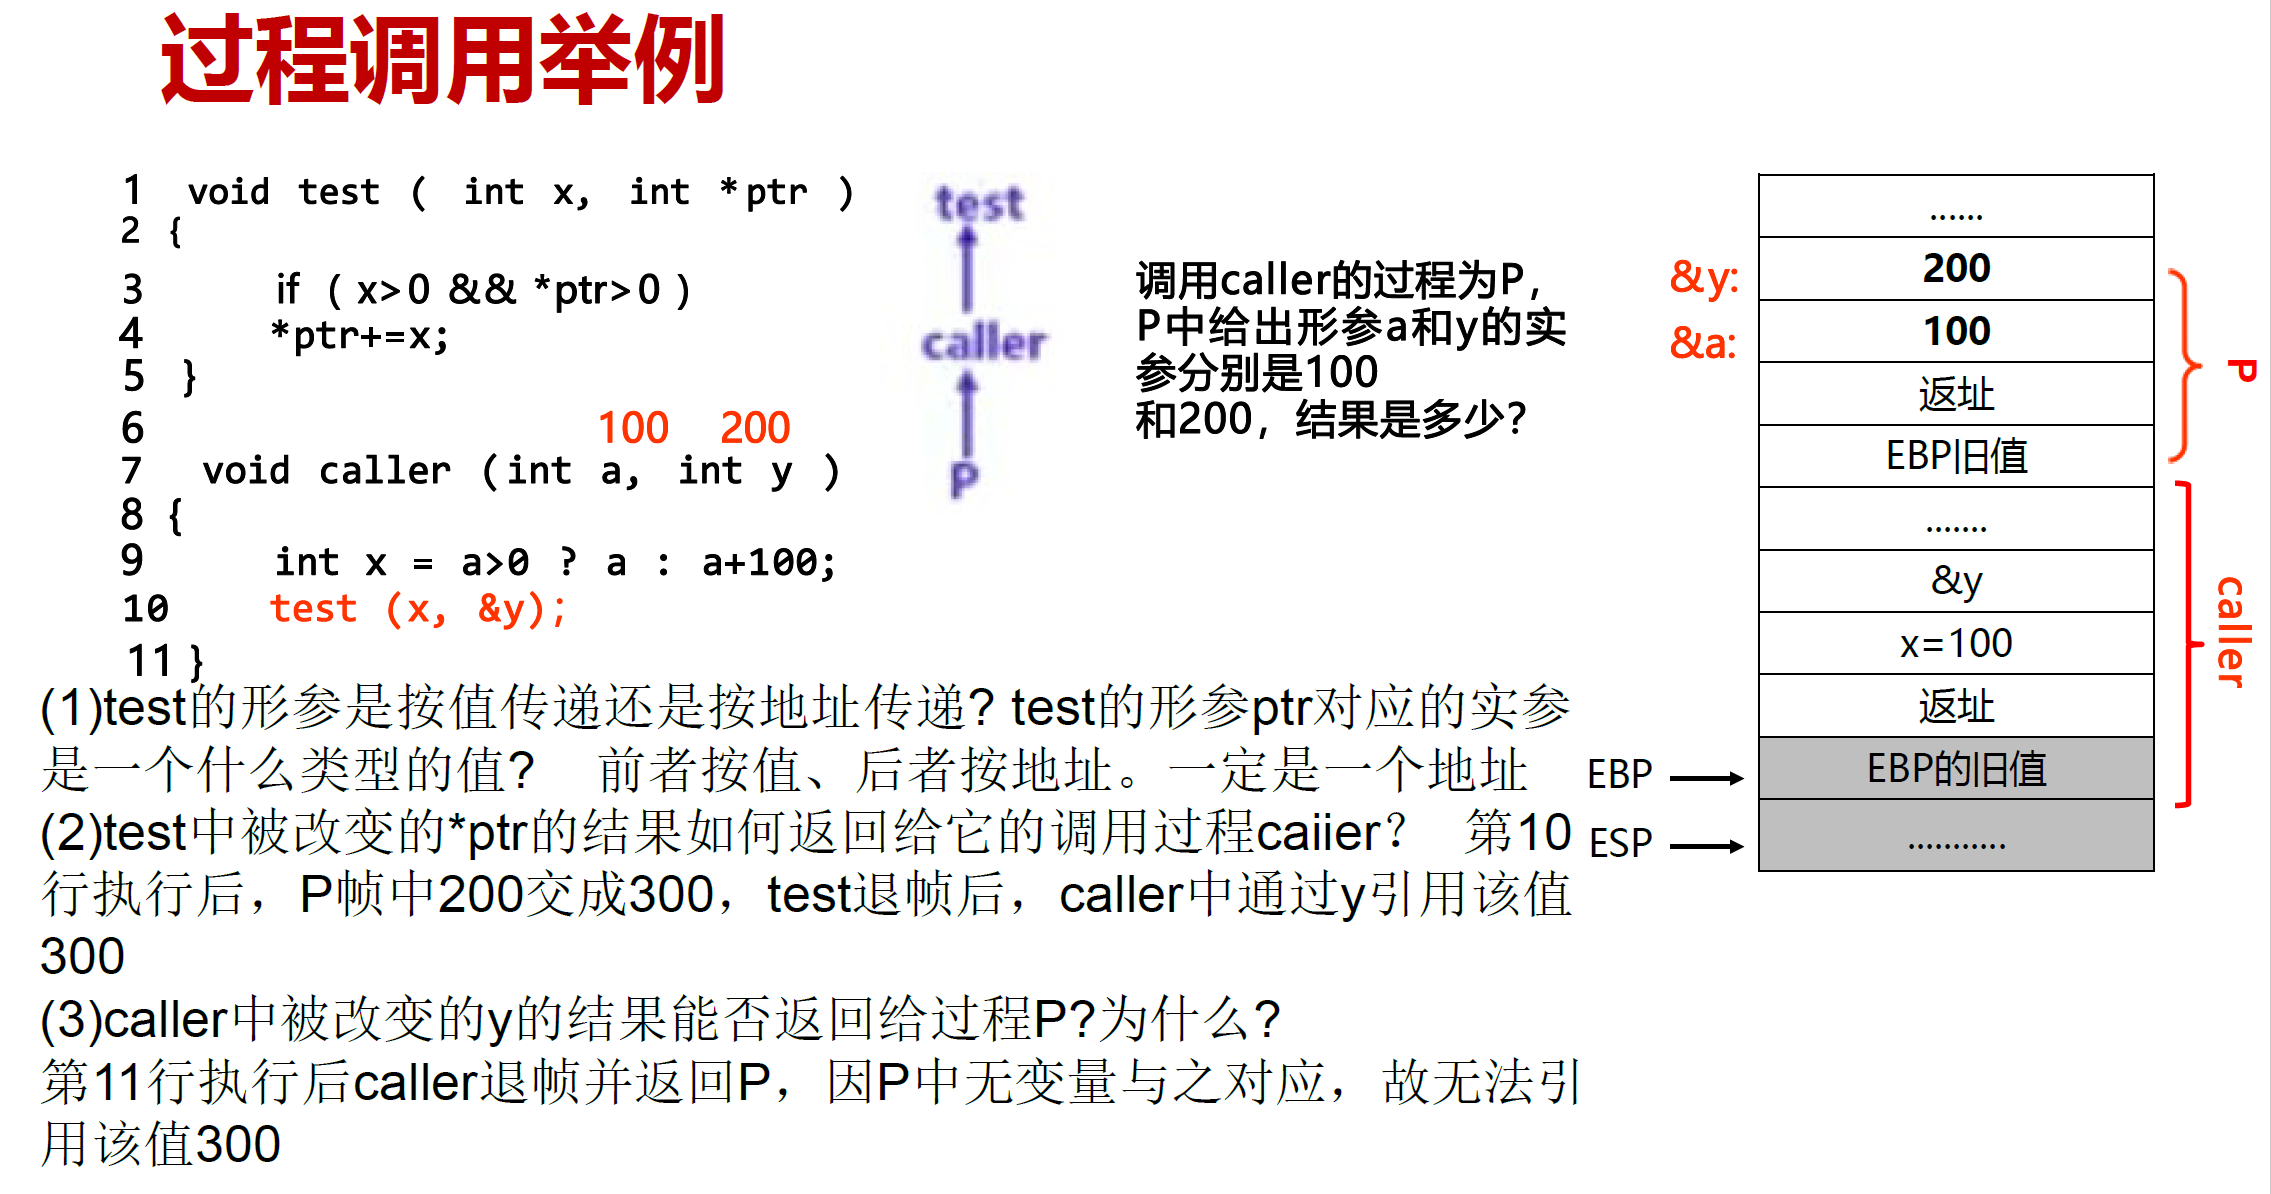 过程调用举例
1 void test ( int x, int *ptr )
2 {
3 if ( x>0 && *ptr>0 )
4 *ptr+=x;
5 }
6 100 200
7 void caller (int a, int y )
8 {
9 int x = a>0 ? a : a+100;
10 test (x, &y);
11 }
test
caller
P
调用caller的过程为P，
P中给出形参a和y的实
参分别是100
和200，结果是多少？
......
&y: 200
&a: 100
返址
EBP旧值
P
.......
&y
x=100
返址
EBP EBP的旧值
ESP ...........
caller
(1)test的形参是按值传递还是按地址传递？test的形参ptr对应的实参
是一个什么类型的值？ 前者按值、后者按地址。一定是一个地址
(2)test中被改变的*ptr的结果如何返回给它的调用过程caiier？ 第10
行执行后，P帧中200交成300，test退帧后，caller中通过y引用该值
300
(3)caller中被改变的y的结果能否返回给过程P?为什么?
第11行执行后caller退帧并返回P，因P中无变量与之对应，故无法引
用该值300